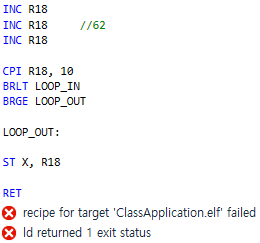 INC R18
INC R18 //62
INC R18
CPI R18, 10
BRLT LOOP_IN
BRGE LOOP_OUT
LOOP_OUT:
ST X, R18
RET
recipe for target 'ClassApplication.elf' failed
ld returned 1 exit status